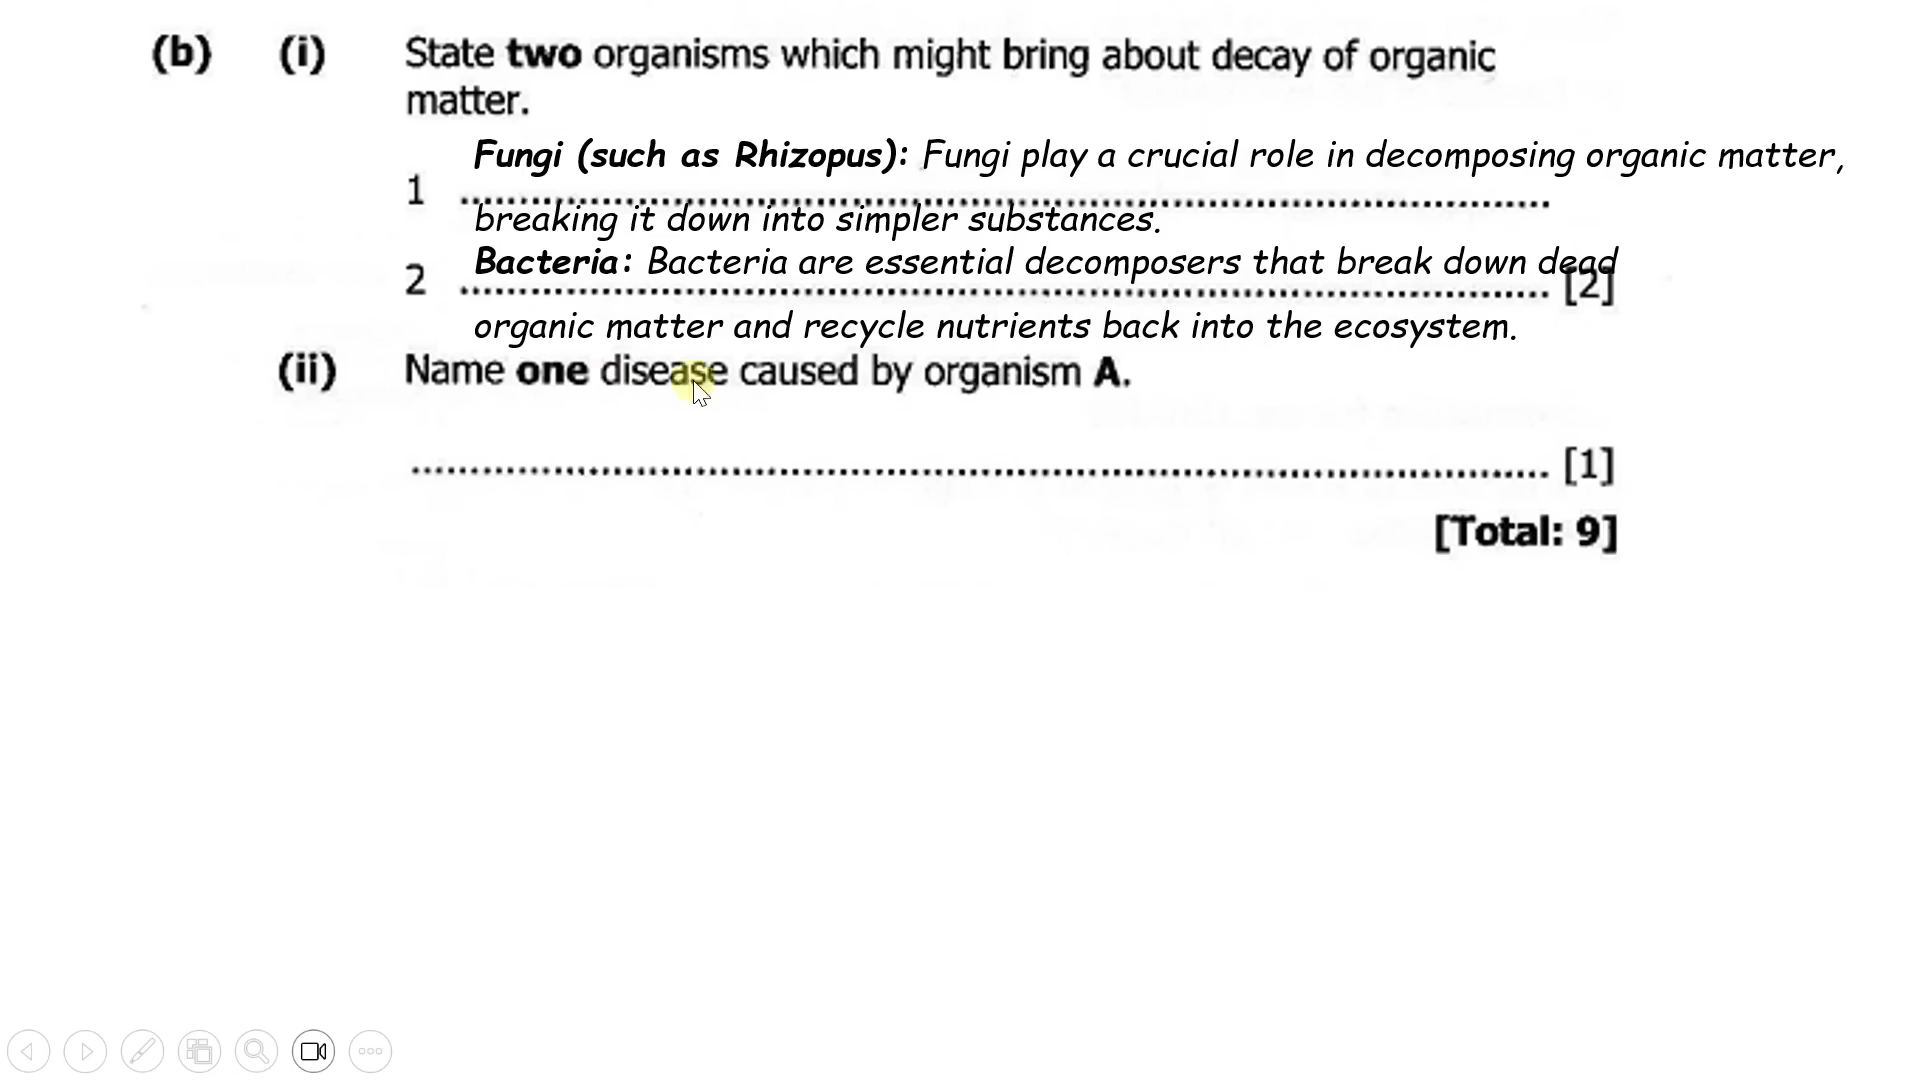 (b) (i) State two organisms which might bring about decay of organic
matter.
Fungi (such as Rhizopus): Fungi play a crucial role in decomposing organic matter,
1 ........................................................................
breaking it down into simpler substances.
Bacteria: Bacteria are essential decomposers that break down dead
2 ........................................................................ [2]
organic matter and recycle nutrients back into the ecosystem.
(ii) Name one disease caused by organism A.
........................................................................ [1]
[Total: 9]